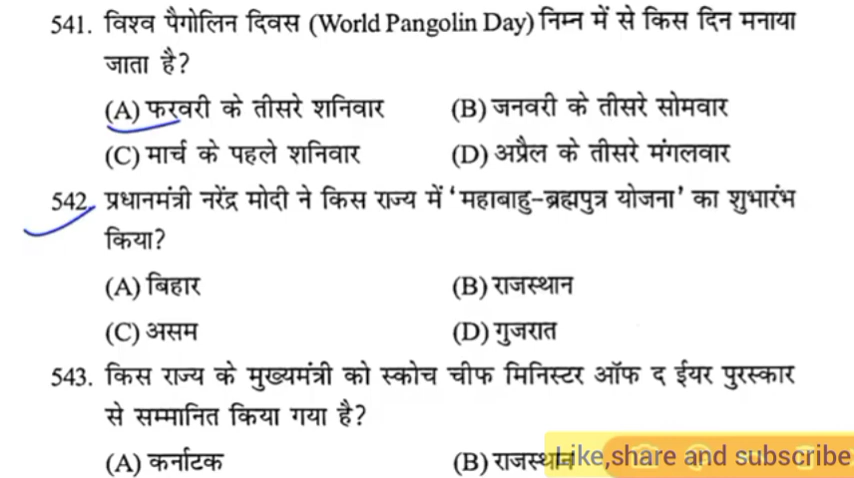 541. विश्व पैगोलिन दिवस (World Pangolin Day) निम्न में से किस दिन मनाया
जाता है?
(A) फरवरी के तीसरे शनिवार (B) जनवरी के तीसरे सोमवार
(C) मार्च के पहले शनिवार (D) अप्रैल के तीसरे मंगलवार
542. प्रधानमंत्री नरेंद्र मोदी ने किस राज्य में ‘महाबाहु-ब्रह्मपुत्र योजना’ का शुभारंभ
किया?
(A) बिहार (B) राजस्थान
(C) असम (D) गुजरात
543. किस राज्य के मुख्यमंत्री को स्कोच चीफ मिनिस्टर ऑफ द ईयर पुरस्कार
से सम्मानित किया गया है?
(A) कर्नाटक (B) राजस्थान
Like,share and subscribe